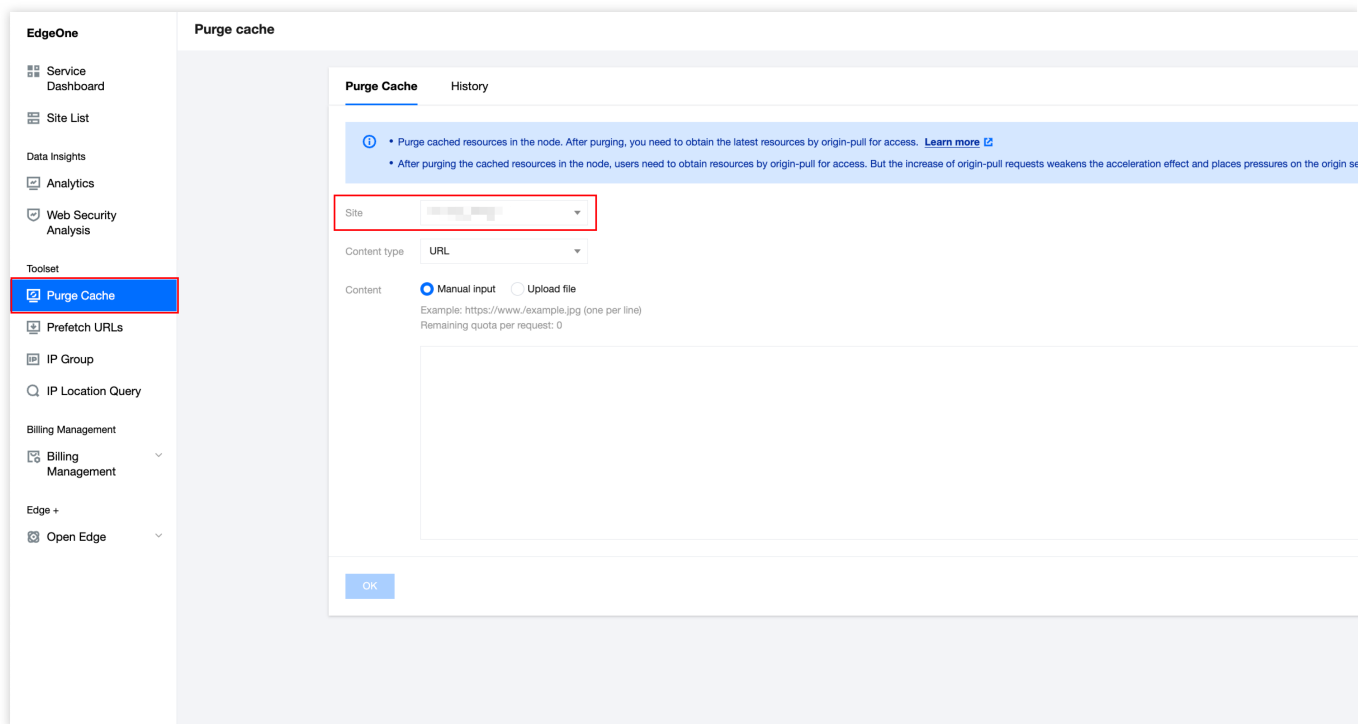 EdgeOne
Service
Dashboard
Site List
Data Insights
Analytics
Web Security
Analysis
Toolset
Purge Cache
Prefetch URLs
IP Group
IP Location Query
Billing Management
Billing
Management
Edge +
Open Edge
Purge cache
Purge Cache History
• Purge cached resources in the node. After purging, you need to obtain the latest resources by origin-pull for access. Learn more
• After purging the cached resources in the node, users need to obtain resources by origin-pull for access. But the increase of origin-pull requests weakens the acceleration effect and places pressures on the origin se
Site
Content type URL
Content Manual input Upload file
Example: https://www./example.jpg (one per line)
Remaining quota per request: 0
OK